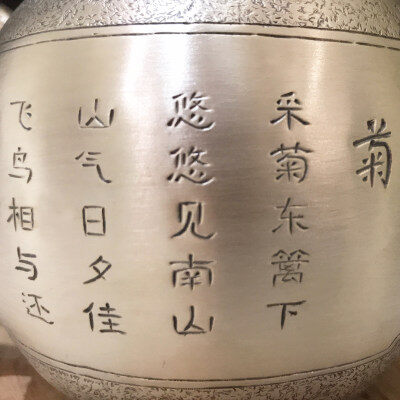 菊
采菊东篱下
悠悠见南山
山气日夕佳
飞鸟相与还